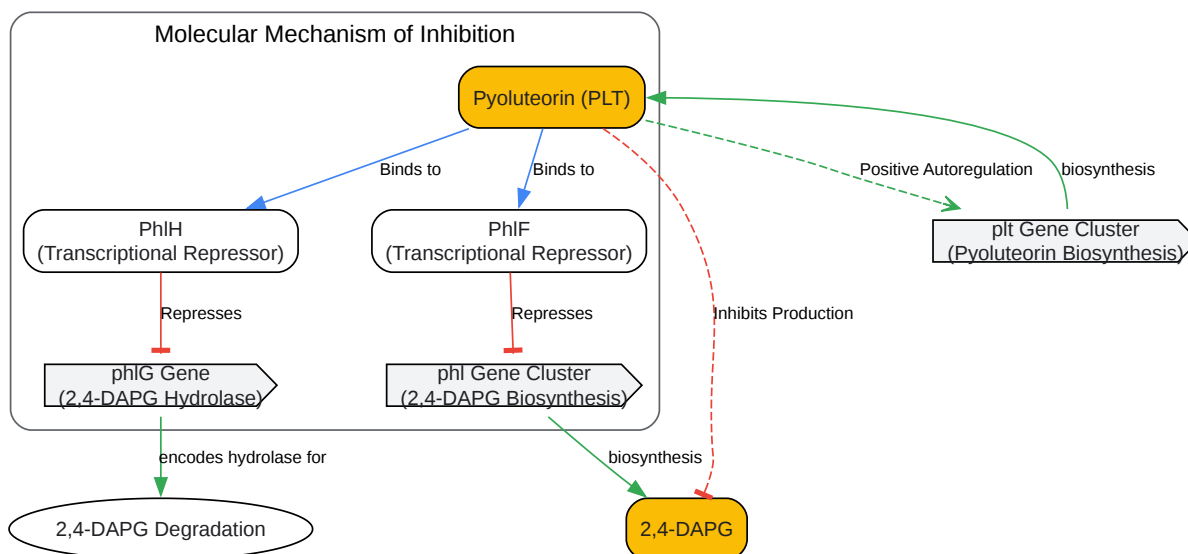 Molecular Mechanism of Inhibition
Pyoluteorin (PLT)
Binds to
Binds to
Positive Autoregulation
biosynthesis
PhlH
(Transcriptional Repressor)
PhlF
(Transcriptional Repressor)
plt Gene Cluster
(Pyoluteorin Biosynthesis)
Represses
Represses
Inhibits Production
phlG Gene
(2,4-DAPG Hydrolase)
phl Gene Cluster
(2,4-DAPG Biosynthesis)
encodes hydrolase for
biosynthesis
2,4-DAPG Degradation
2,4-DAPG